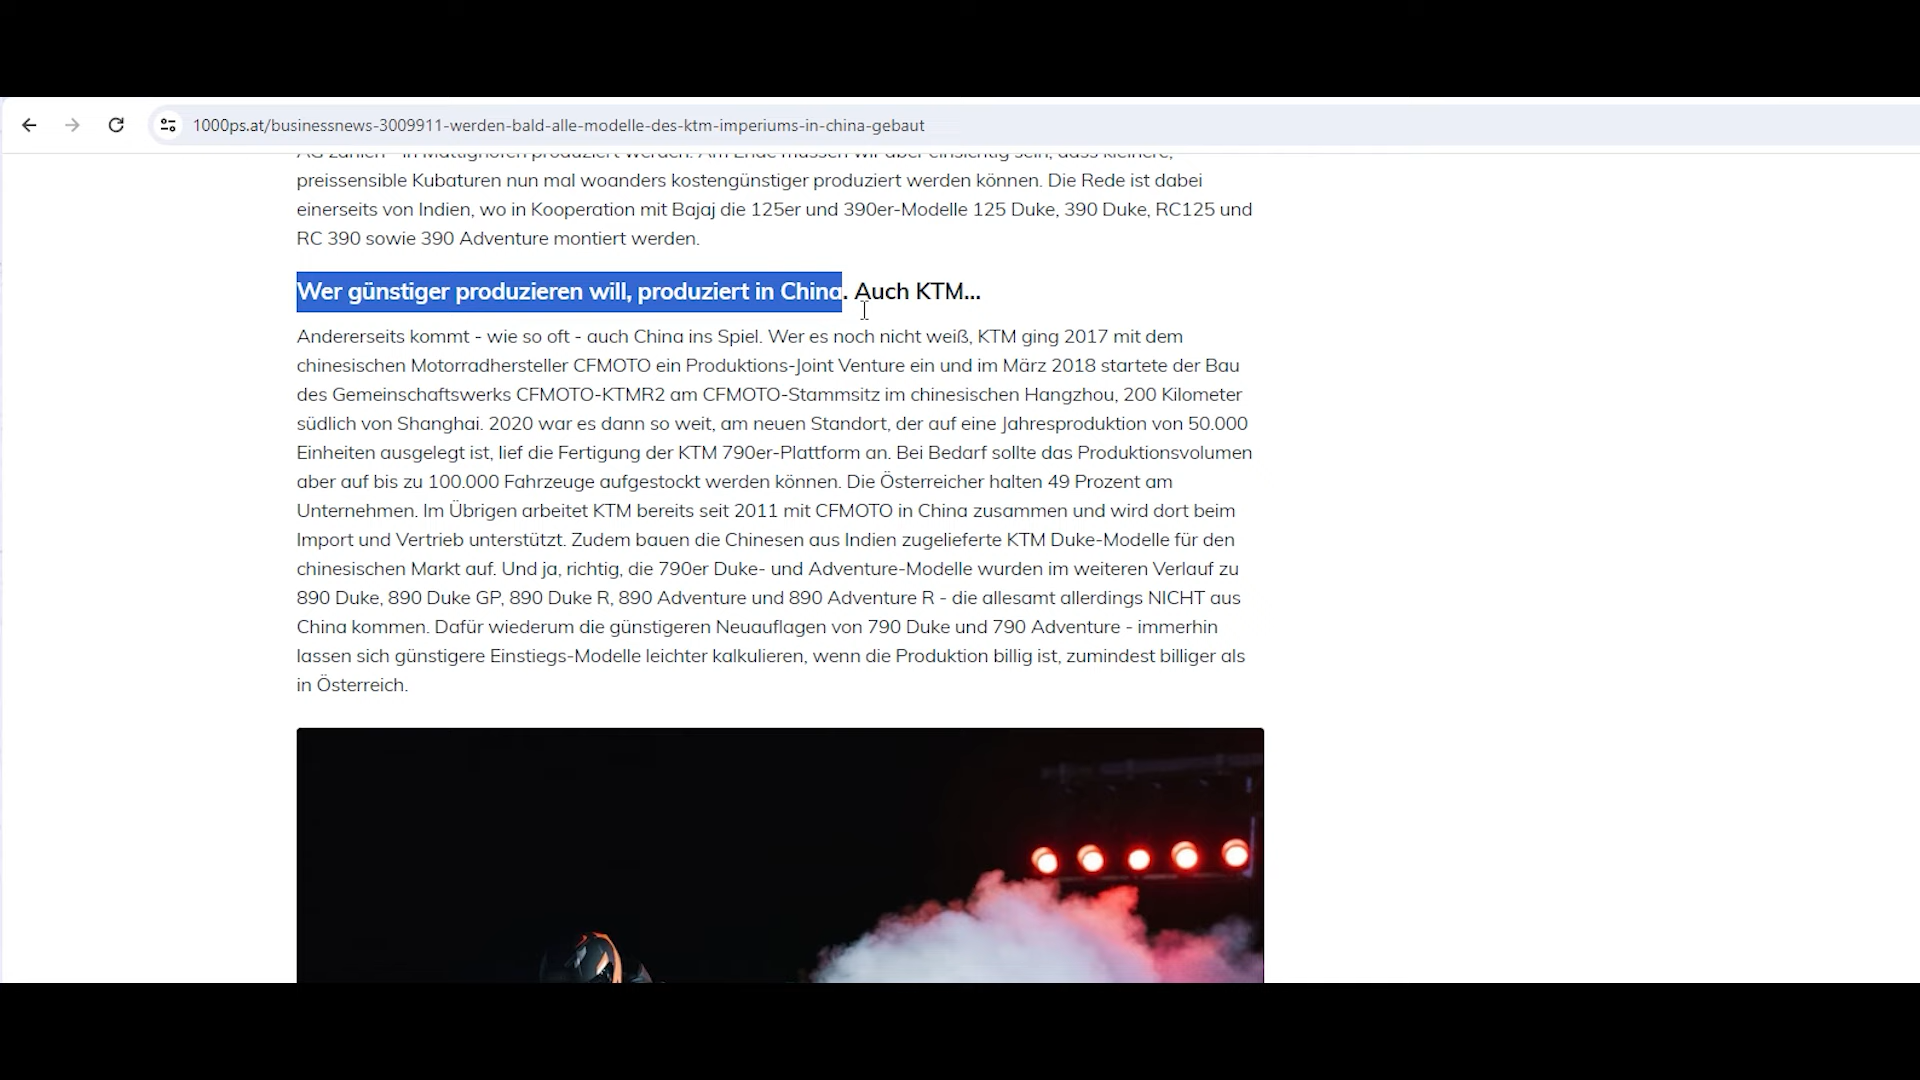 1000ps.at/businessnews-3009911-werden-bald-alle-modelle-des-ktm-imperiums-in-china-gebaut
AG zählen - in Mattighofen produziert werden. Am Ende müssen wir aber einsichtig sein, dass kleinere,
preissensible Kubaturen nun mal woanders kostengünstiger produziert werden können. Die Rede ist dabei
einerseits von Indien, wo in Kooperation mit Bajaj die 125er und 390er-Modelle 125 Duke, 390 Duke, RC125 und
RC 390 sowie 390 Adventure montiert werden.
Wer günstiger produzieren will, produziert in China. Auch KTM...
Andererseits kommt - wie so oft - auch China ins Spiel. Wer es noch nicht weiß, KTM ging 2017 mit dem
chinesischen Motorradhersteller CFMOTO ein Produktions-Joint Venture ein und im März 2018 startete der Bau
des Gemeinschaftswerks CFMOTO-KTMR2 am CFMOTO-Stammsitz im chinesischen Hangzhou, 200 Kilometer
südlich von Shanghai. 2020 war es dann so weit, am neuen Standort, der auf eine Jahresproduktion von 50.000
Einheiten ausgelegt ist, lief die Fertigung der KTM 790er-Plattform an. Bei Bedarf sollte das Produktionsvolumen
aber auf bis zu 100.000 Fahrzeuge aufgestockt werden können. Die Österreicher halten 49 Prozent am
Unternehmen. Im Übrigen arbeitet KTM bereits seit 2011 mit CFMOTO in China zusammen und wird dort beim
Import und Vertrieb unterstützt. Zudem bauen die Chinesen aus Indien zugelieferte KTM Duke-Modelle für den
chinesischen Markt auf. Und ja, richtig, die 790er Duke- und Adventure-Modelle wurden im weiteren Verlauf zu
890 Duke, 890 Duke GP, 890 Duke R, 890 Adventure und 890 Adventure R - die allesamt allerdings NICHT aus
China kommen. Dafür wiederum die günstigeren Neuauflagen von 790 Duke und 790 Adventure - immerhin
lassen sich günstigere Einstiegs-Modelle leichter kalkulieren, wenn die Produktion billig ist, zumindest billiger als
in Österreich.